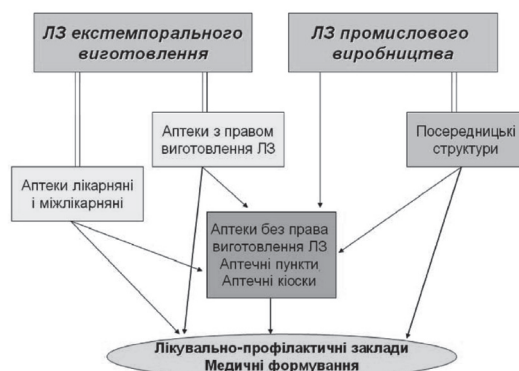 ЛЗ екстемпорального
виготовлення
ЛЗ промислового
виробництва
Аптеки з правом
виготовлення ЛЗ
Посередницькі
структури
Аптеки лікарняні
і міжлікарняні
Аптеки без права
виготовлення ЛЗ
Аптечні пункти
Аптечні кіоски
Лікувально-профілактичні заклади
Медичні формування